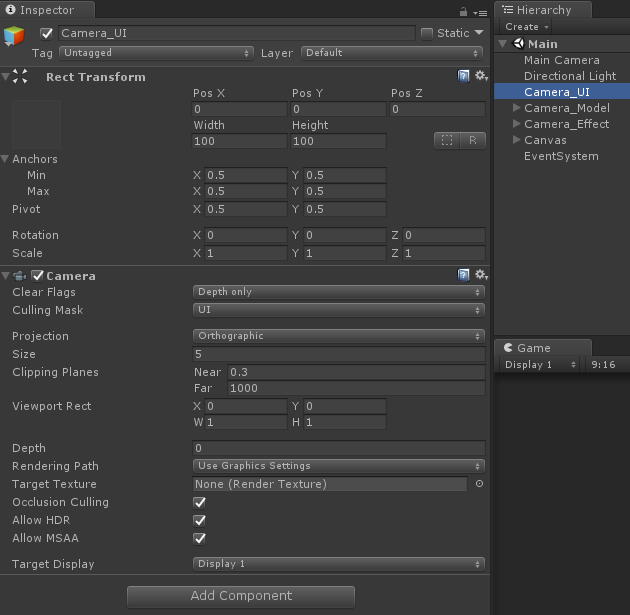 Inspector
Camera_UI
Static
Tag Untagged Layer Default
Rect Transform
Pos X Pos Y Pos Z
0 0 0
Width Height
100 100 R
Anchors
Min X 0.5 Y 0.5
Max X 0.5 Y 0.5
Pivot X 0.5 Y 0.5
Rotation X 0 Y 0 Z 0
Scale X 1 Y 1 Z 1
Camera
Clear Flags Depth only
Culling Mask UI
Projection Orthographic
Size 5
Clipping Planes Near 0.3
Far 1000
Viewport Rect X 0 Y 0
W 1 H 1
Depth 0
Rendering Path Use Graphics Settings
Target Texture None (Render Texture)
Occlusion Culling
Allow HDR
Allow MSAA
Target Display Display 1
Add Component
Hierarchy
Create
Main
Main Camera
Directional Light
Camera_UI
Camera_Model
Camera_Effect
Canvas
EventSystem
Game
Display 1 9:16